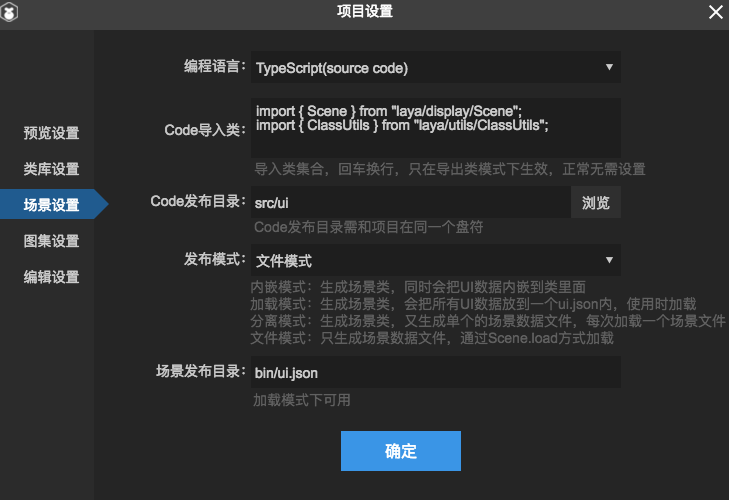 项目设置
编程语言：
TypeScript(source code)
Code导入类：
import { Scene } from "laya/display/Scene";
import { ClassUtils } from "laya/utils/ClassUtils";
导入类集合，回车换行，只在导出类模式下生效，正常无需设置
预览设置
类库设置
场景设置
图集设置
编辑设置
Code发布目录：
src/ui
浏览
Code发布目录需和项目在同一个盘符
发布模式：
文件模式
内嵌模式：生成场景类，同时会把UI数据内嵌到类里面
加载模式：生成场景类，会把所有UI数据放到一个ui.json内，使用时加载
分离模式：生成场景类，又生成单个的场景数据文件，每次加载一个场景文件
文件模式：只生成场景数据文件，通过Scene.load方式加载
场景发布目录：
bin/ui.json
加载模式下可用
确定